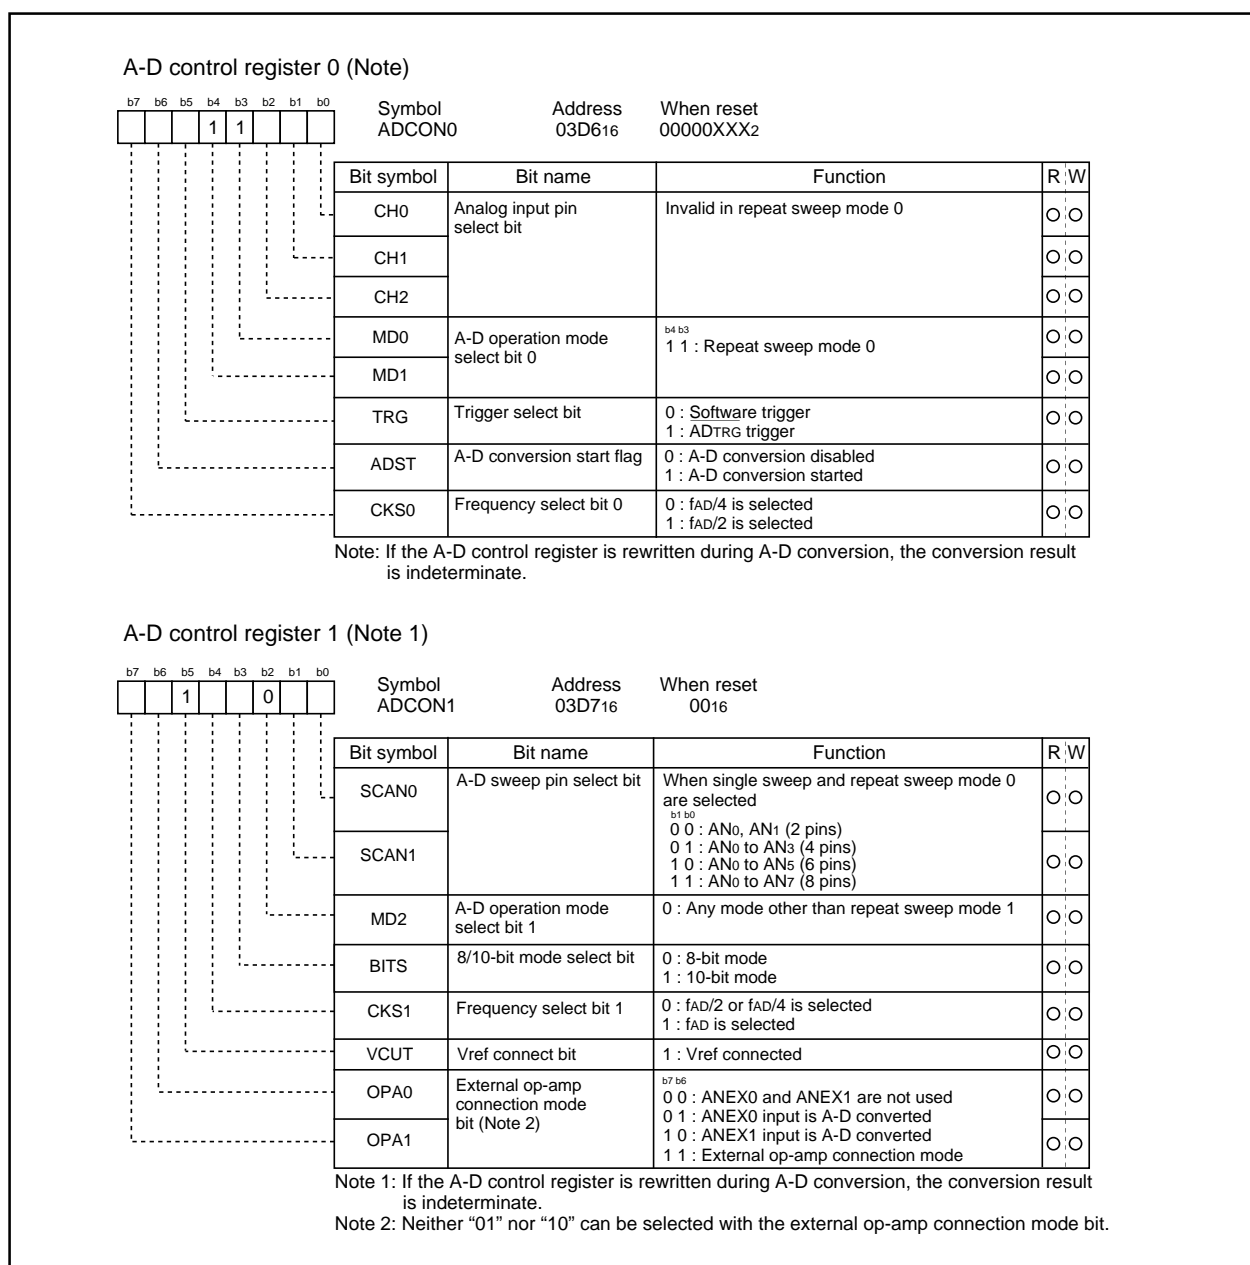 A-D control register 0 (Note)
b7 b6 b5 b4 b3 b2 b1 b0
1 1
Symbol Address When reset
ADCON0 03D616 00000XXX2
Bit symbol Bit name Function R W
CH0 Analog input pin select bit Invalid in repeat sweep mode 0
CH1
CH2
MD0 A-D operation mode select bit 0 b4 b3
1 1 : Repeat sweep mode 0
MD1
TRG Trigger select bit 0 : Software trigger
1 : ADTRG trigger
ADST A-D conversion start flag 0 : A-D conversion disabled
1 : A-D conversion started
CKS0 Frequency select bit 0 0 : fAD/4 is selected
1 : fAD/2 is selected
Note: If the A-D control register is rewritten during A-D conversion, the conversion result
is indeterminate.
A-D control register 1 (Note 1)
b7 b6 b5 b4 b3 b2 b1 b0
1 0
Symbol Address When reset
ADCON1 03D716 0016
Bit symbol Bit name Function R W
SCAN0 A-D sweep pin select bit When single sweep and repeat sweep mode 0
are selected
b1 b0
0 0 : AN0, AN1 (2 pins)
SCAN1 0 1 : AN0 to AN3 (4 pins)
1 0 : AN0 to AN5 (6 pins)
1 1 : AN0 to AN7 (8 pins)
MD2 A-D operation mode select bit 1 0 : Any mode other than repeat sweep mode 1
BITS 8/10-bit mode select bit 0 : 8-bit mode
1 : 10-bit mode
CKS1 Frequency select bit 1 0 : fAD/2 or fAD/4 is selected
1 : fAD is selected
VCUT Vref connect bit 1 : Vref connected
OPA0 External op-amp connection mode bit (Note 2) b7 b6
0 0 : ANEX0 and ANEX1 are not used
0 1 : ANEX0 input is A-D converted
OPA1 1 0 : ANEX1 input is A-D converted
1 1 : External op-amp connection mode
Note 1: If the A-D control register is rewritten during A-D conversion, the conversion result
is indeterminate.
Note 2: Neither “01” nor “10” can be selected with the external op-amp connection mode bit.